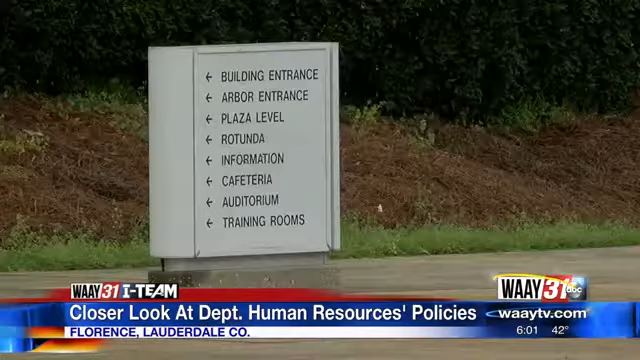 ← BUILDING ENTRANCE
← ARBOR ENTRANCE
← PLAZA LEVEL
← ROTUNDA
← INFORMATION
← CAFETERIA
← AUDITORIUM
← TRAINING ROOMS
WAAY31 I-TEAM
Closer Look At Dept. Human Resources' Policies
FLORENCE, LAUDERDALE CO.
WAAY31 abc
waaytv.com
6:01 42°